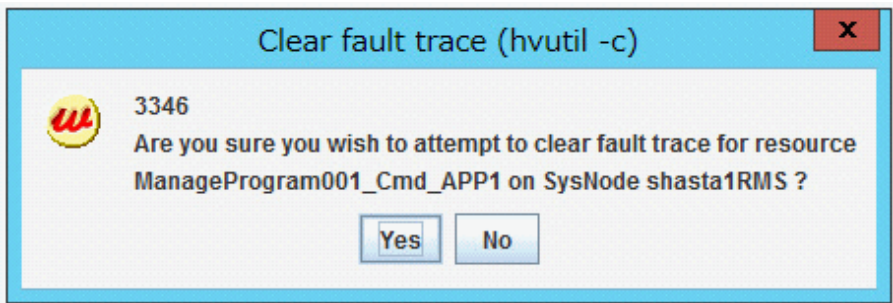 Clear fault trace (hvutil -c)
x
w
3346
Are you sure you wish to attempt to clear fault trace for resource
ManageProgram001_Cmd_APP1 on SysNode shasta1RMS ?
Yes No